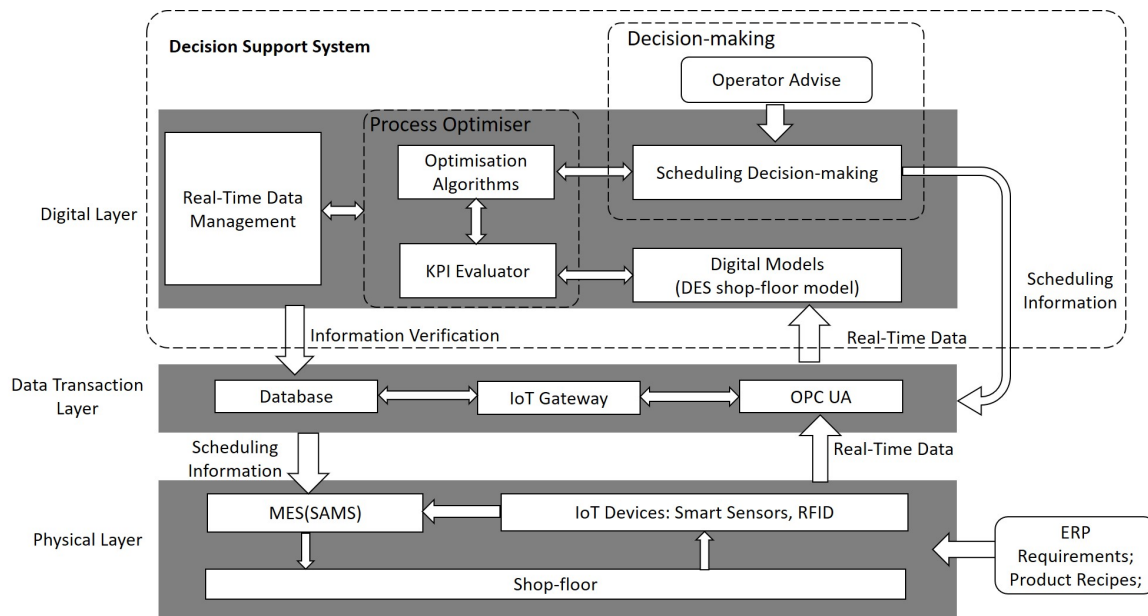 Decision Support System
Decision-making
Operator Advise
Process Optimiser
Optimisation
Algorithms
Scheduling Decision-making
Real-Time Data
Management
Digital Layer
KPI Evaluator
Digital Models
(DES shop-floor model)
Scheduling
Information
Information Verification
Real-Time Data
Data Transaction
Layer
Database
IoT Gateway
OPC UA
Scheduling
Information
Real-Time Data
MES(SAMS)
IoT Devices: Smart Sensors, RFID
Physical Layer
ERP
Requirements;
Product Recipes;
Shop-floor